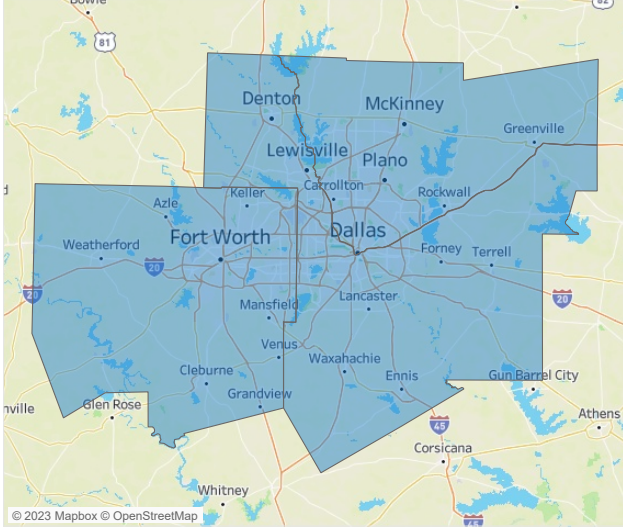 Bowie
82
81
Denton
McKinney
Greenville
Lewisville
Plano
Carrollton
Keller
Rockwall
Azle
Fort Worth
Dallas
Weatherford
20
Forney
Terrell
20
20
Mansfield
Lancaster
Venus
Waxahachie
Cleburne
Ennis
Gun Barrel City
Grandview
Glen Rose
nville
Athens
45
Corsicana
Whitney
45
© 2023 Mapbox © OpenStreetMap